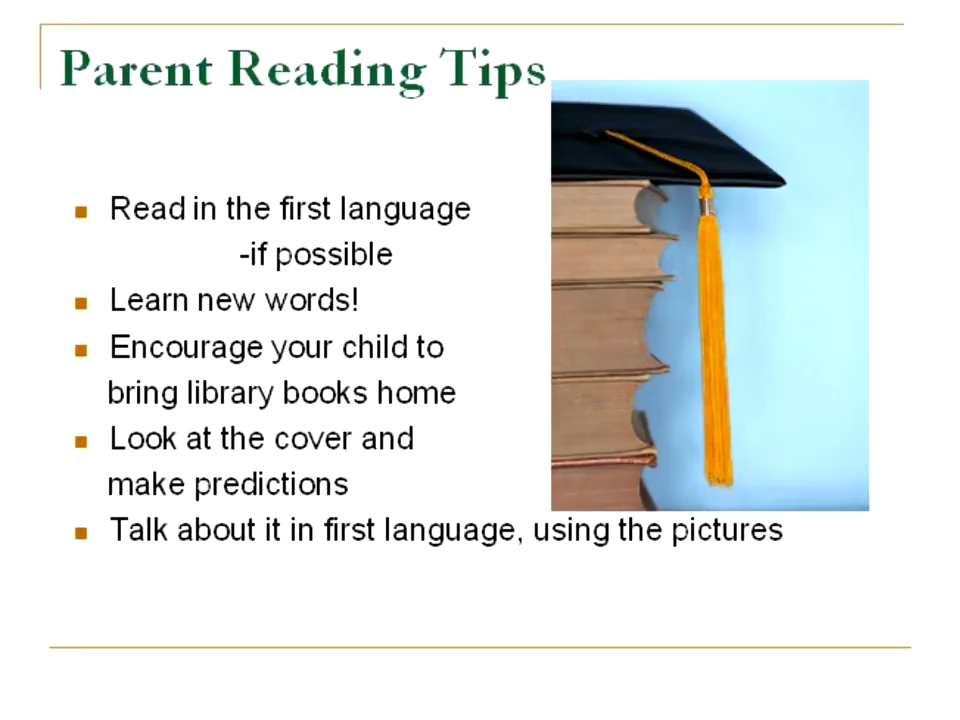 Parent Reading Tips
Read in the first language
-if possible
Learn new words!
Encourage your child to
bring library books home
Look at the cover and
make predictions
Talk about it in first language, using the pictures